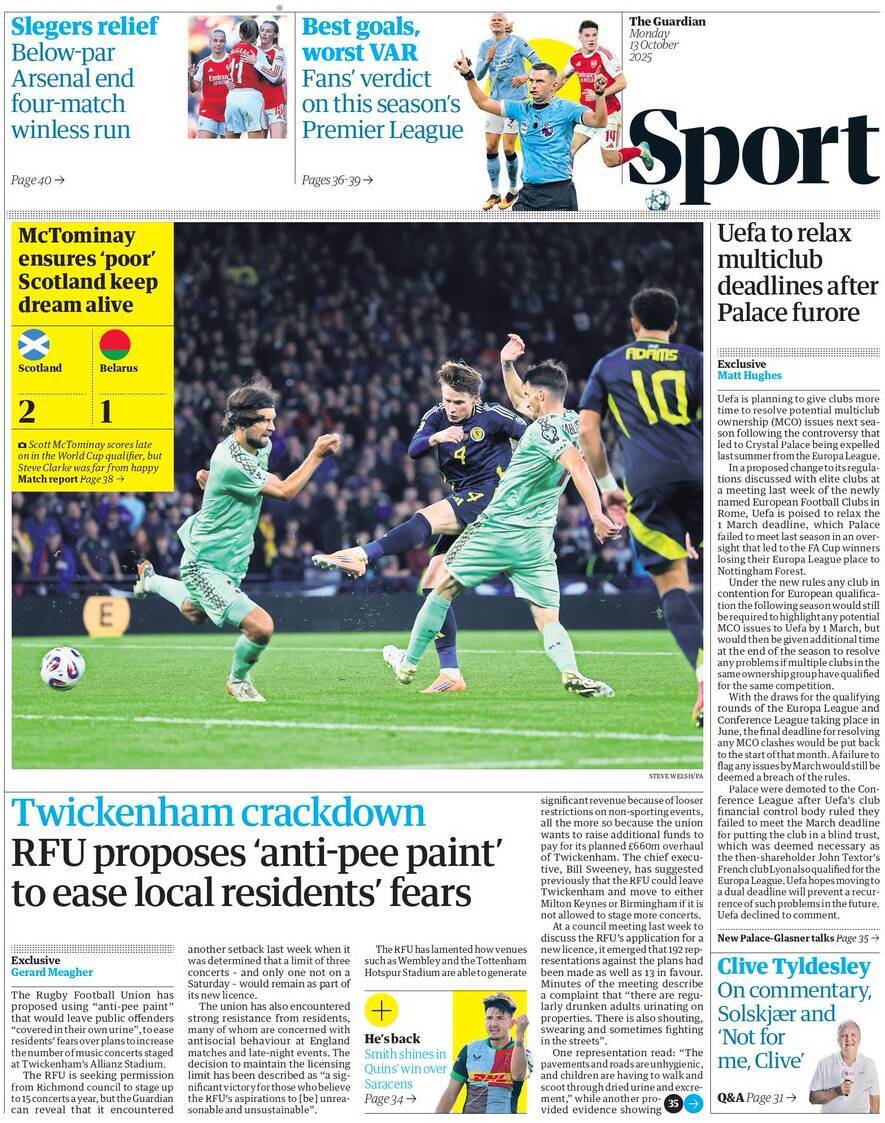 Slegers relief
Below-par
Arsenal end
four-match
winless run
Page 40 →
Best goals,
worst VAR
Fans' verdict
on this season's
Premier League
Pages 36-39 →
The Guardian
Monday
13 October
2025
Sport
14
McTominay
ensures 'poor'
Scotland keep
dream alive
Scotland
Belarus
2
1
Scott McTominay scores late
on in the World Cup qualifier, but
Steve Clarke was far from happy
Match report Page 38 →
ADAMS
10
4
4
E
STEVE WELSH/PA
Uefa to relax
multiclub
deadlines after
Palace furore
Exclusive
Matt Hughes
Uefa is planning to give clubs more
time to resolve potential multiclub
ownership (MCO) issues next sea-
son following the controversy that
led to Crystal Palace being expelled
last summer from the Europa League.
In a proposed change to its regula-
tions discussed with elite clubs at
a meeting last week of the newly
named European Football Clubs in
Rome, Uefa is poised to relax the
1 March deadline, which Palace
failed to meet last season in an over-
sight that led to the FA Cup winners
losing their Europa League place to
Nottingham Forest.
Under the new rules any club in
contention for European qualifica-
tion the following season would still
be required to highlight any potential
MCO issues to Uefa by 1 March, but
would then be given additional time
at the end of the season to resolve
any problems if multiple clubs in the
same ownership group have qualified
for the same competition.
With the draws for the qualifying
rounds of the Europa League and
Conference League taking place in
June, the final deadline for resolving
any MCO clashes would be put back
to the start of that month. A failure to
flag any issues by March would still be
deemed a breach of the rules.
Palace were demoted to the Con-
ference League after Uefa's club
financial control body ruled they
failed to meet the March deadline
for putting the club in a blind trust,
which was deemed necessary as
the then-shareholder John Textor's
French club Lyon also qualified for the
Europa League. Uefa hopes moving to
a dual deadline will prevent a recur-
rence of such problems in the future.
Uefa declined to comment.
New Palace-Glasner talks Page 35 →
Clive Tyldesley
On commentary,
Solskjær and
'Not for
me, Clive'
Q&A Page 31 →
Twickenham crackdown
RFU proposes 'anti-pee paint'
to ease local residents' fears
Exclusive
Gerard Meagher
The Rugby Football Union has
proposed using "anti-pee paint"
that would leave public offenders
"covered in their own urine", to ease
residents' fears over plans to increase
the number of music concerts staged
at Twickenham's Allianz Stadium.
The RFU is seeking permission
from Richmond council to stage up
to 15 concerts a year, but the Guardian
can reveal that it encountered
another setback last week when it
was determined that a limit of three
concerts - and only one not on a
Saturday - would remain as part of
its new licence.
The union has also encountered
strong resistance from residents,
many of whom are concerned with
antisocial behaviour at England
matches and late-night events. The
decision to maintain the licensing
limit has been described as "a sig-
nificant victory for those who believe
the RFU's aspirations to [be] unrea-
sonable and unsustainable".
The RFU has lamented how venues
such as Wembley and the Tottenham
Hotspur Stadium are able to generate
significant revenue because of looser
restrictions on non-sporting events,
all the more so because the union
wants to raise additional funds to
pay for its planned £660m overhaul
of Twickenham. The chief execu-
tive, Bill Sweeney, has suggested
previously that the RFU could leave
Twickenham and move to either
Milton Keynes or Birmingham if it
is not allowed to stage more concerts.
At a council meeting last week to
discuss the RFU's application for a
new licence, it emerged that 192 rep-
resentations against the plans had
been made as well as 13 in favour.
Minutes of the meeting describe
a complaint that "there are regu-
larly drunken adults urinating on
properties. There is also shouting,
swearing and sometimes fighting
in the streets".
One representation read: "The
pavements and roads are unhygienic,
and children are having to walk and
scoot through dried urine and excre-
ment," while another pro-
vided evidence showing 35 →
+
He's back
Smith shines in
Quins' win over
Saracens
Page 34 →
DHL